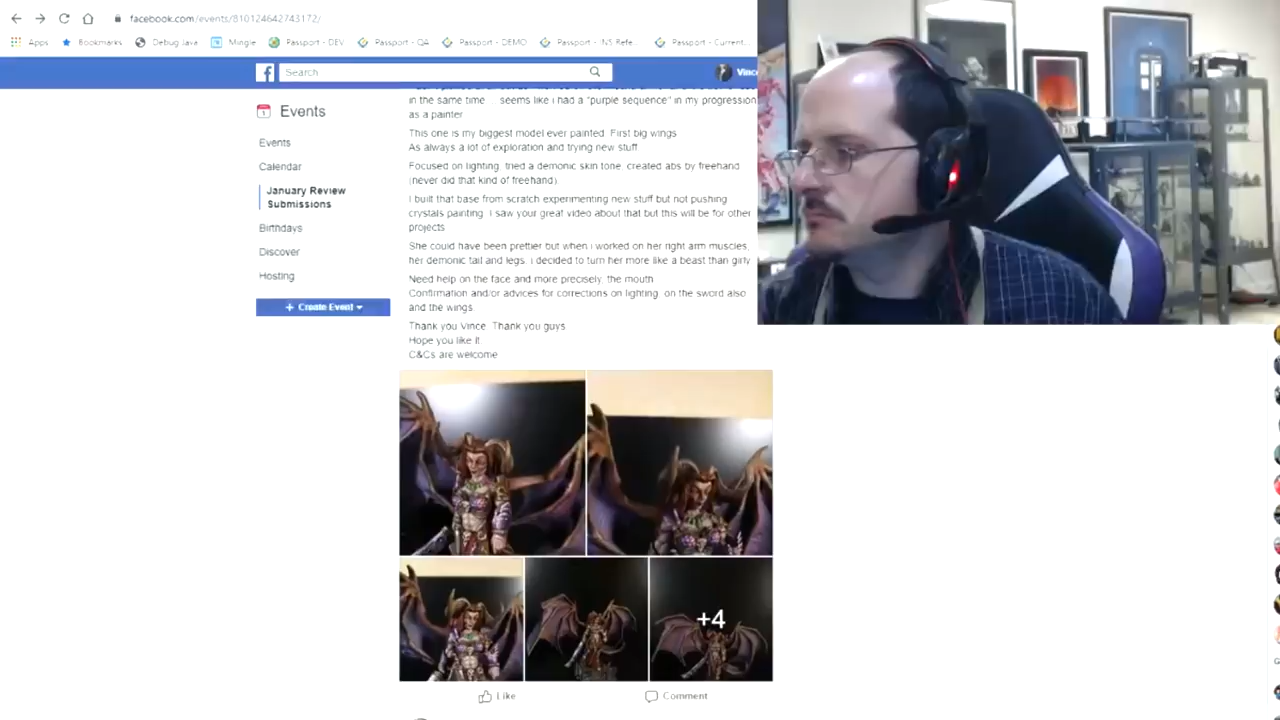 facebook.com/events/810124642743172/
Apps Bookmarks Debug Java Mingle Passport - DEV Passport - QA Passport - DEMO Passport - INS Refe... Passport - Current...
Search
Vince
Events
in the same time ... seems like i had a "purple sequence" in my progression
as a painter
This one is my biggest model ever painted. First big wings
Events
As always a lot of exploration and trying new stuff
Calendar
Focused on lighting, tried a demonic skin tone, created abs by freehand
(never did that kind of freehand)
January Review
Submissions
I built that base from scratch experimenting new stuff but not pushing
crystals painting. I saw your great video about that but this will be for other
projects
Birthdays
She could have been prettier but when i worked on her right arm muscles,
her demonic tail and legs, i decided to turn her more like a beast than girly
Discover
Hosting
Need help on the face and more precisely, the mouth
Confirmation and/or advices for corrections on lighting, on the sword also
and the wings.
+ Create Event
Thank you Vince. Thank you guys.
Hope you like it.
C&Cs are welcome
+4
Like Comment